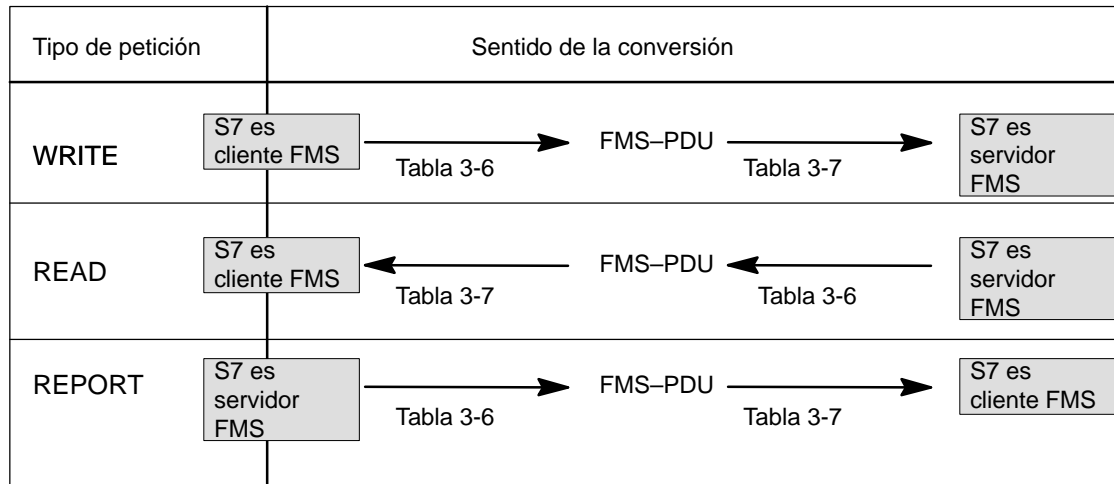 Tipo de petición
Sentido de la conversión
WRITE
S7 es
cliente FMS
Tabla 3-6
FMS–PDU
Tabla 3-7
S7 es
servidor
FMS
READ
S7 es
cliente FMS
Tabla 3-7
FMS–PDU
Tabla 3-6
S7 es
servidor
FMS
REPORT
S7 es
servidor
FMS
Tabla 3-6
FMS–PDU
Tabla 3-7
S7 es
cliente FMS